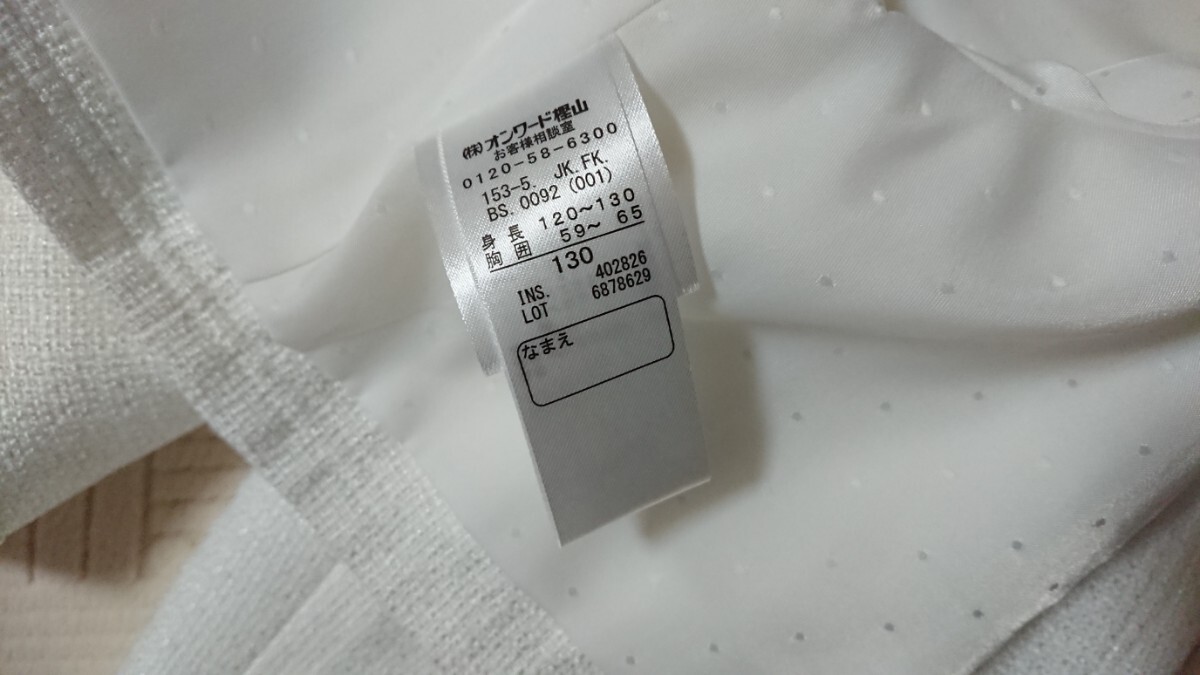 (株)オンワード樫山
お客様相談室
0120-58-6300
153-5. JK.FK.
BS.0092(001)
身長 120~130
胸囲 59~ 65
130
INS. 402826
LOT 6878629
なまえ